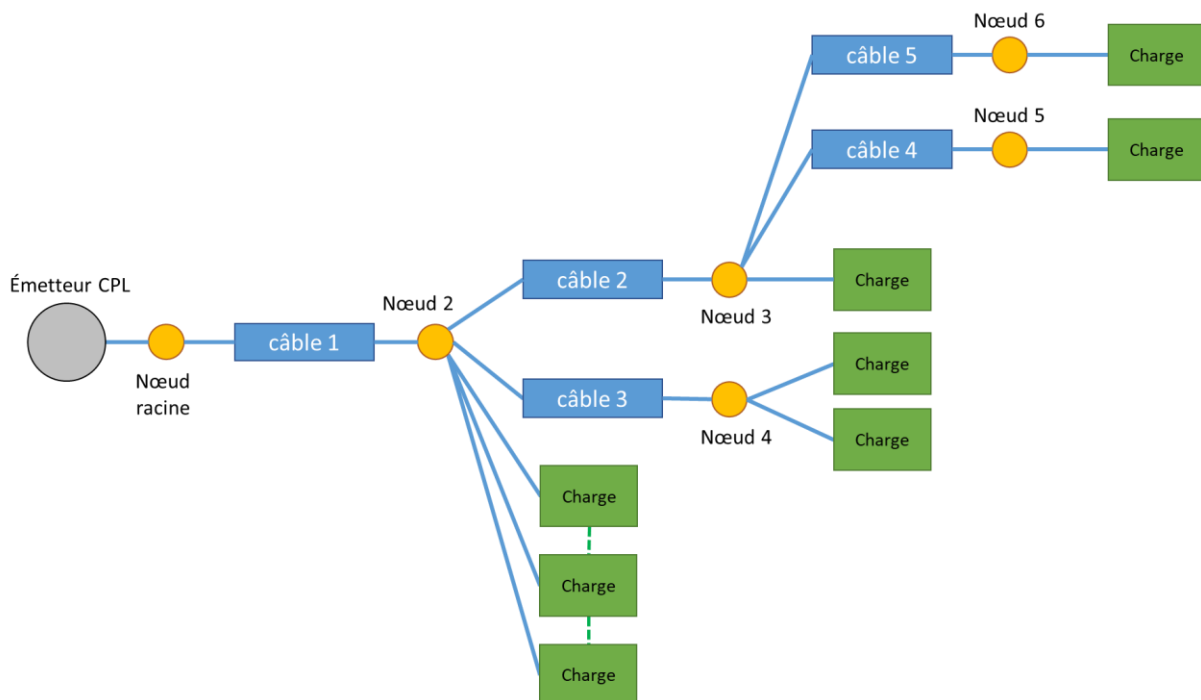 Nœud 6
câble 5
Charge
Nœud 5
câble 4
Charge
Émetteur CPL
Nœud 2
câble 2
Charge
Nœud 3
câble 1
Nœud
racine
câble 3
Charge
Nœud 4
Charge
Charge
Charge
Charge